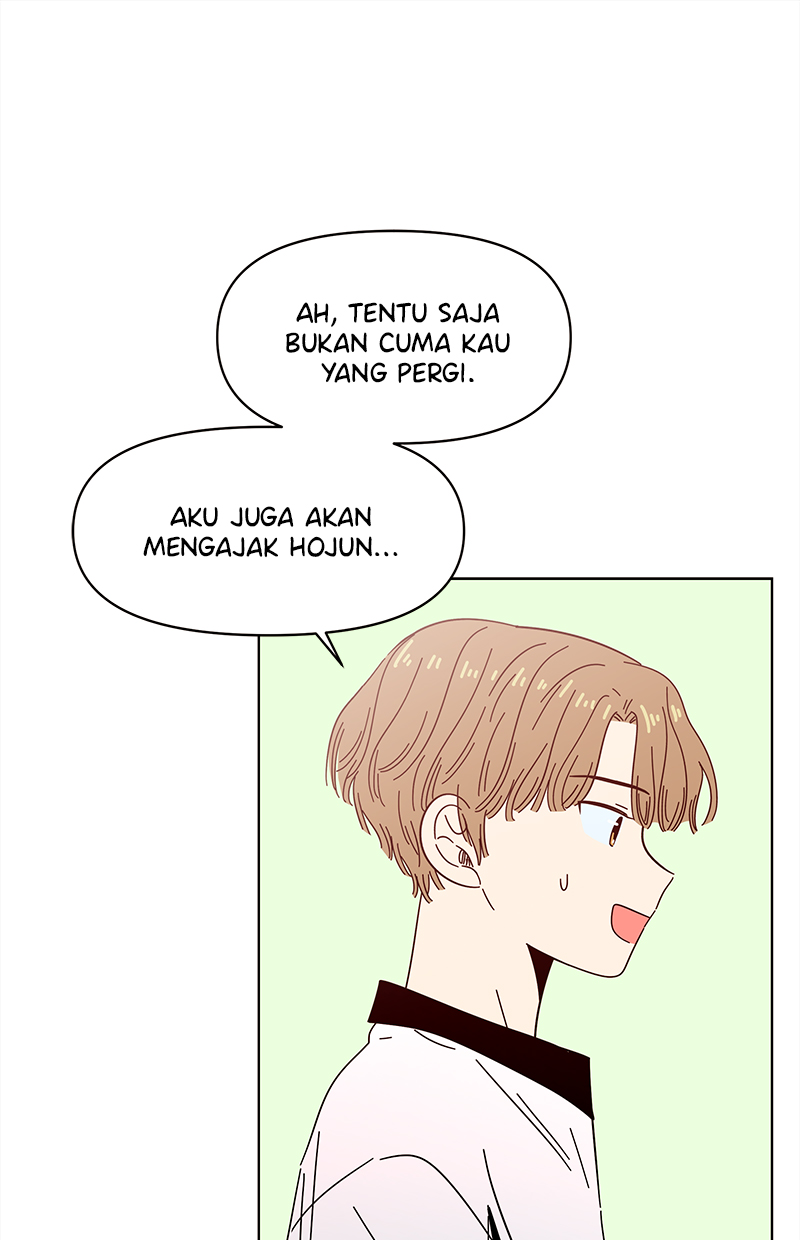 AH, TENTU SAJA
BUKAN CUMA KAU
YANG PERGI.
AKU JUGA AKAN
MENGAJAK HOJUN...